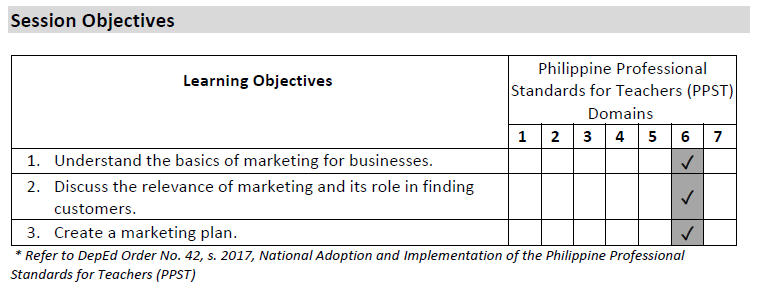 Session Objectives
Learning Objectives
Philippine Professional
Standards for Teachers (PPST)
Domains
1 2 3 4 5 6 7
1. Understand the basics of marketing for businesses. ✓
2. Discuss the relevance of marketing and its role in finding
customers. ✓
3. Create a marketing plan. ✓
* Refer to DepEd Order No. 42, s. 2017, National Adoption and Implementation of the Philippine Professional
Standards for Teachers (PPST)